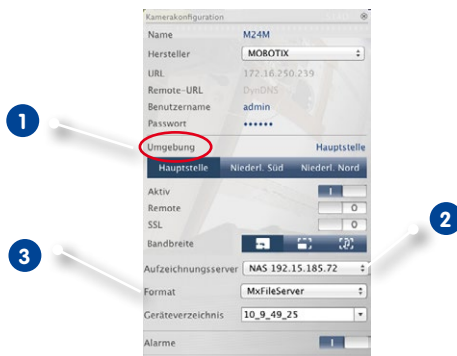 Kamerakonfiguration
Name M24M
Hersteller MOBOTIX
URL 172.16.250.239
Remote-URL DynDNS
Benutzername admin
Passwort ••••••
1
Umgebung Hauptstelle
Hauptstelle Niederl. Süd Niederl. Nord
Aktiv I
Remote O
SSL O
2
Bandbreite
3
Aufzeichnungsserver NAS 192.15.185.72
Format MxFileServer
Geräteverzeichnis 10_9_49_25
Alarme I